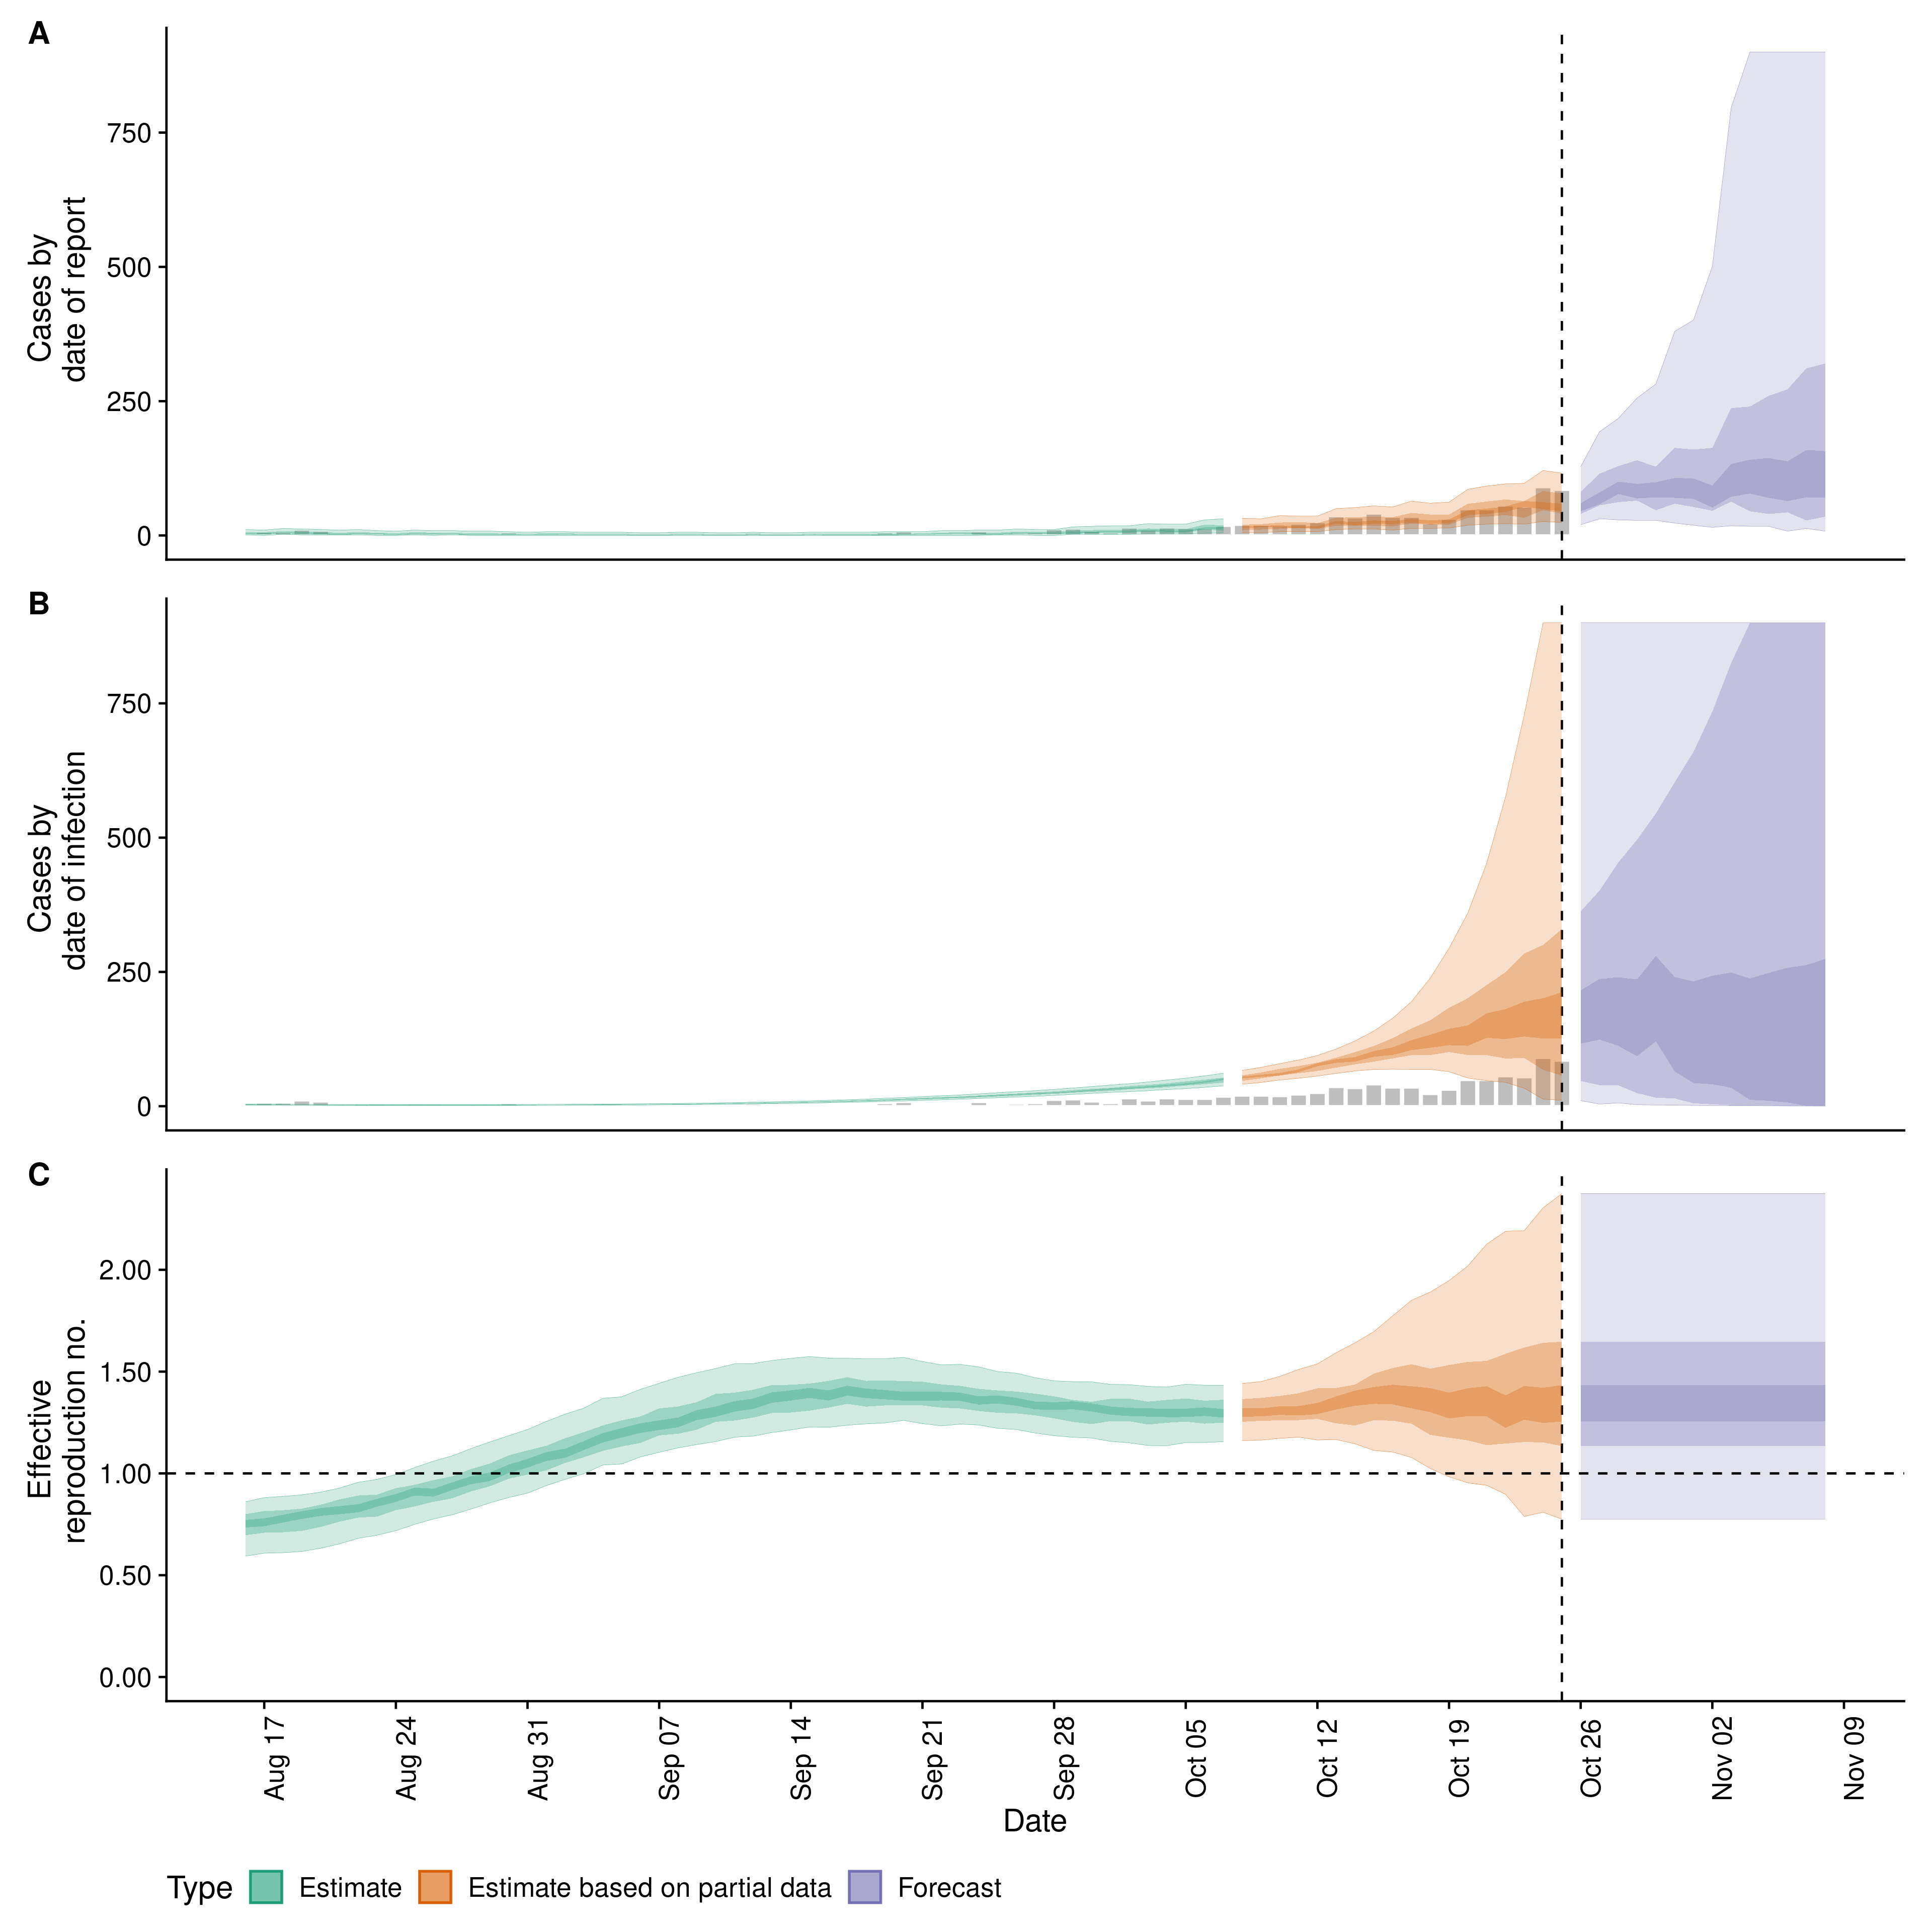 A
Cases by
date of report
750
500
250
0
B
Cases by
date of infection
750
500
250
0
C
Effective
reproduction no.
2.00
1.50
1.00
0.50
0.00
Aug 17
Aug 24
Aug 31
Sep 07
Sep 14
Sep 21
Sep 28
Oct 05
Oct 12
Oct 19
Oct 26
Nov 02
Nov 09
Date
Type Estimate Estimate based on partial data Forecast